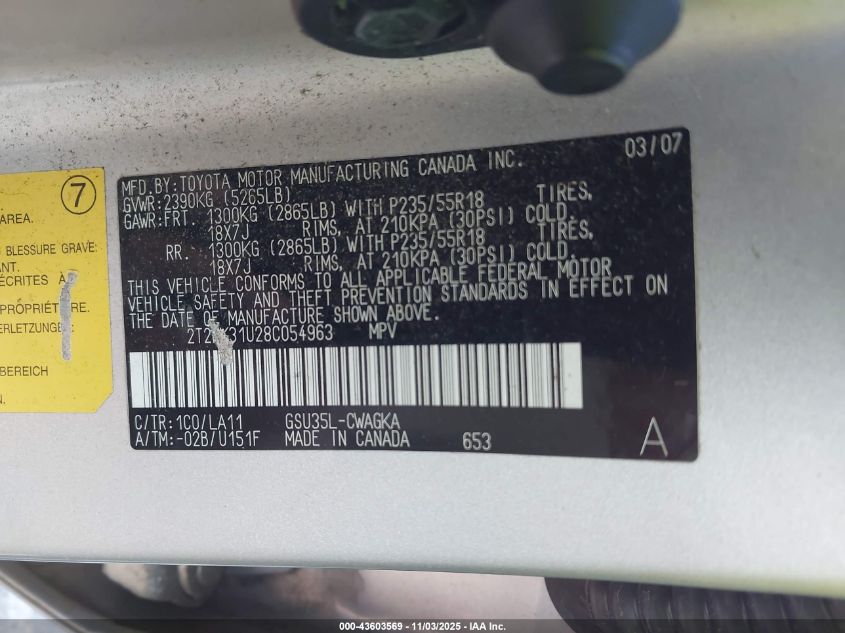 7
AREA.
BLESSURE GRAVE:
ANT.
ÉCRITES À
PROPRIÉTAIRE.
ERLETZUNGEN:
BEREICH
MFD.BY:TOYOTA MOTOR MANUFACTURING CANADA INC. 03/07
GVWR:2390KG (5265LB)
GAWR:FRT. 1300KG (2865LB) WITH P235/55R18 TIRES,
18X7J RIMS, AT 210KPA (30PSI) COLD.
RR. 1300KG (2865LB) WITH P235/55R18 TIRES,
18X7J RIMS, AT 210KPA (30PSI) COLD.
THIS VEHICLE CONFORMS TO ALL APPLICABLE FEDERAL MOTOR
VEHICLE SAFETY AND THEFT PREVENTION STANDARDS IN EFFECT ON
THE DATE OF MANUFACTURE SHOWN ABOVE.
MPV
C/TR:1C0/LA11 GSU35L-CWAGKA
A/TM:-02B/U151F MADE IN CANADA 653 A
000-43603569 - 11/03/2025 - IAA Inc.